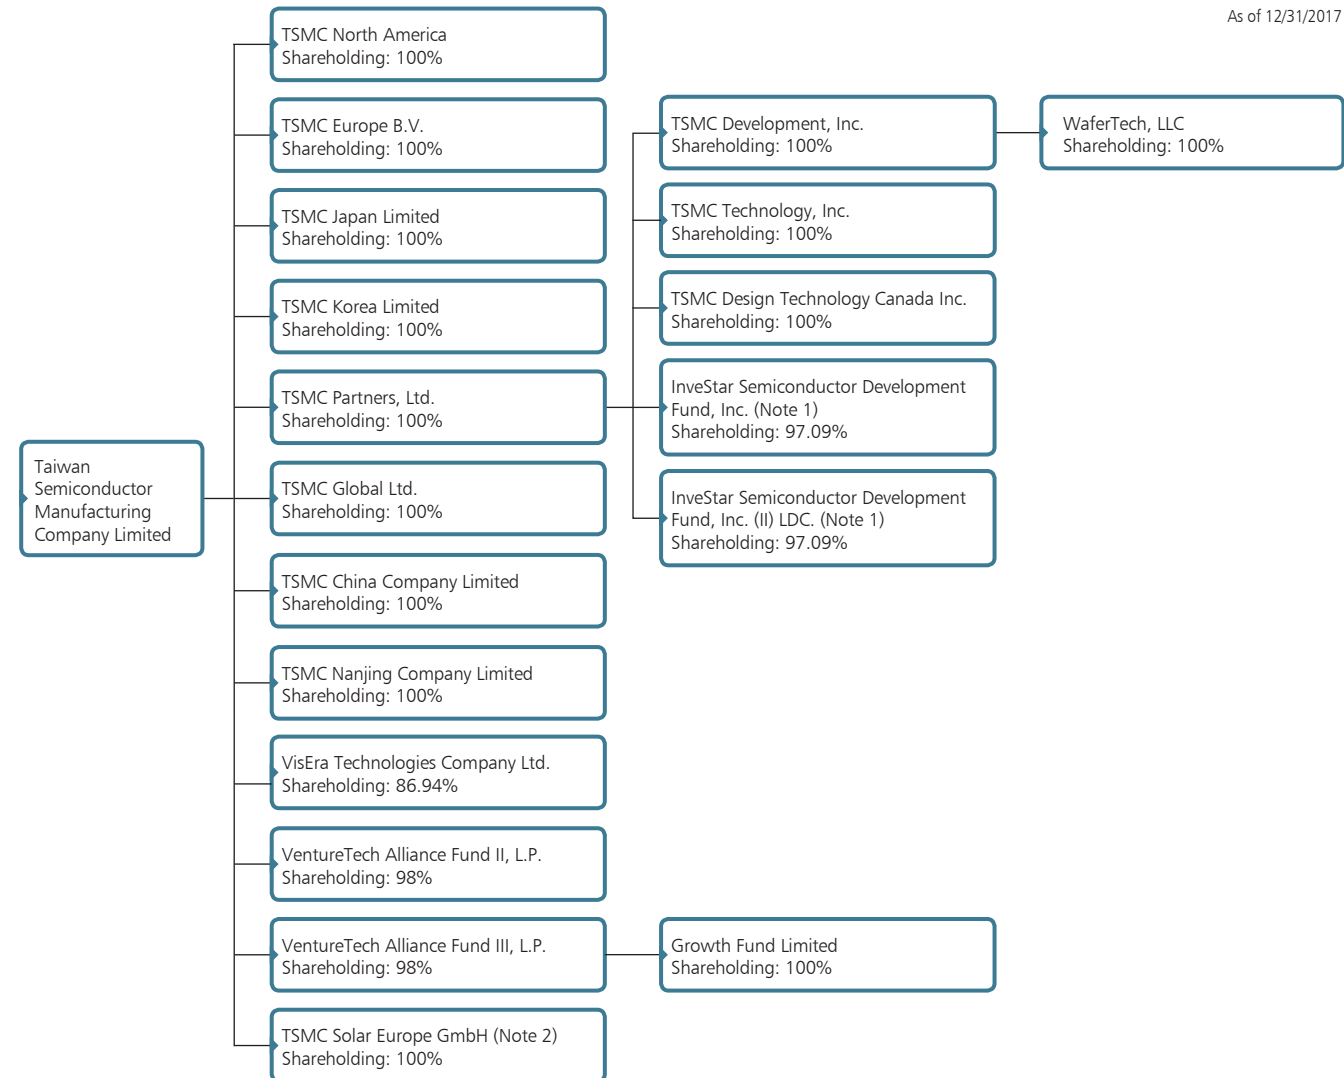 As of 12/31/2017
TSMC North America
Shareholding: 100%
TSMC Europe B.V.
Shareholding: 100%
TSMC Japan Limited
Shareholding: 100%
TSMC Korea Limited
Shareholding: 100%
TSMC Partners, Ltd.
Shareholding: 100%
TSMC Development, Inc.
Shareholding: 100%
WaferTech, LLC
Shareholding: 100%
TSMC Technology, Inc.
Shareholding: 100%
TSMC Design Technology Canada Inc.
Shareholding: 100%
InveStar Semiconductor Development
Fund, Inc. (Note 1)
Shareholding: 97.09%
InveStar Semiconductor Development
Fund, Inc. (II) LDC. (Note 1)
Shareholding: 97.09%
Taiwan
Semiconductor
Manufacturing
Company Limited
TSMC Global Ltd.
Shareholding: 100%
TSMC China Company Limited
Shareholding: 100%
TSMC Nanjing Company Limited
Shareholding: 100%
VisEra Technologies Company Ltd.
Shareholding: 86.94%
VentureTech Alliance Fund II, L.P.
Shareholding: 98%
VentureTech Alliance Fund III, L.P.
Shareholding: 98%
Growth Fund Limited
Shareholding: 100%
TSMC Solar Europe GmbH (Note 2)
Shareholding: 100%